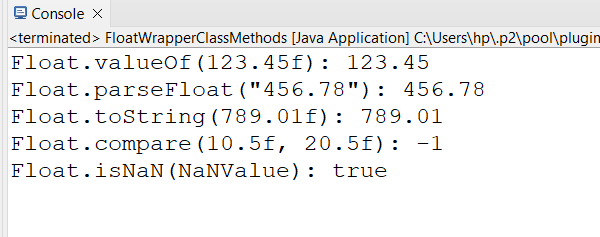 Console ×
<terminated> FloatWrapperClassMethods [Java Application] C:\Users\hp\.p2\pool\plugin
Float.valueOf(123.45f): 123.45
Float.parseFloat("456.78"): 456.78
Float.toString(789.01f): 789.01
Float.compare(10.5f, 20.5f): -1
Float.isNaN(NaNValue): true